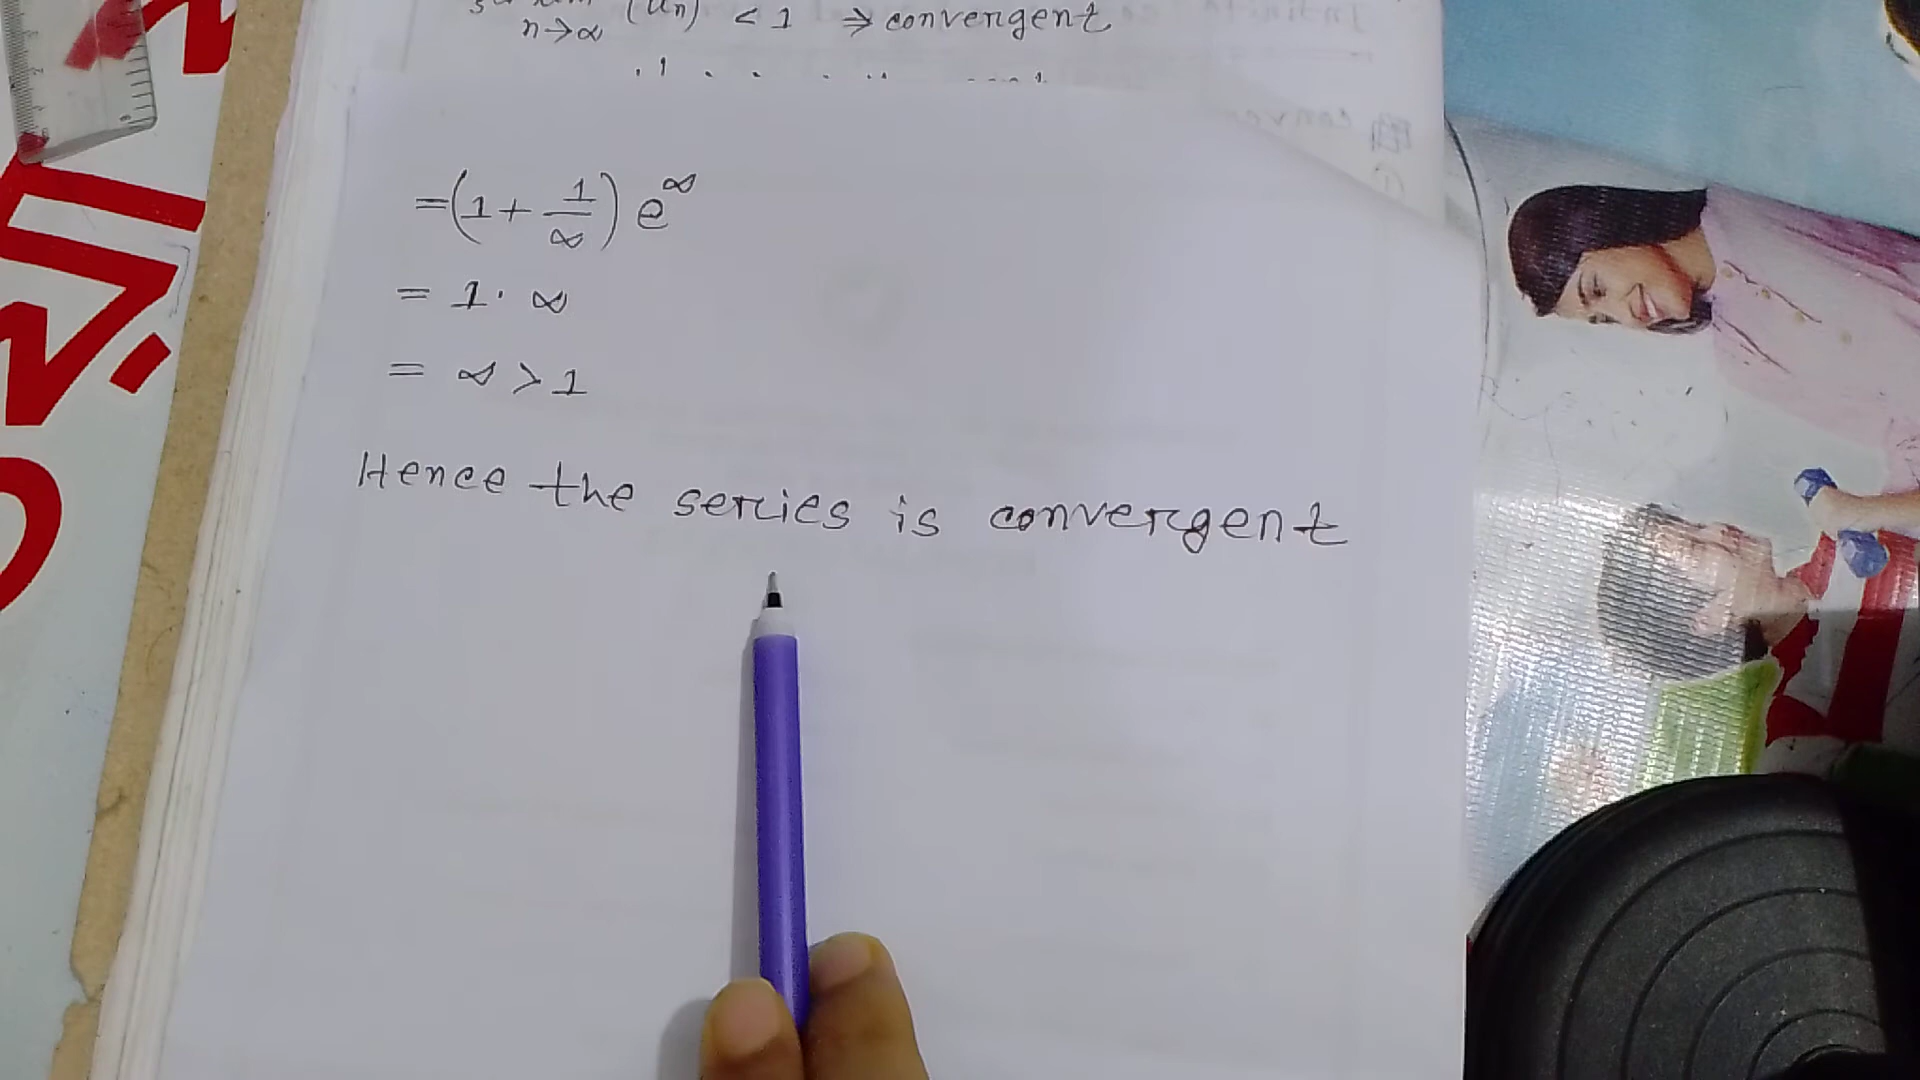 n→∞ (Un) < 1 ⇒ convergent
= (1 + 1/∞) e^∞
= 1 . ∞
= ∞ > 1
Hence the series is convergent